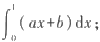 ∫₀¹ (ax+b)dx;